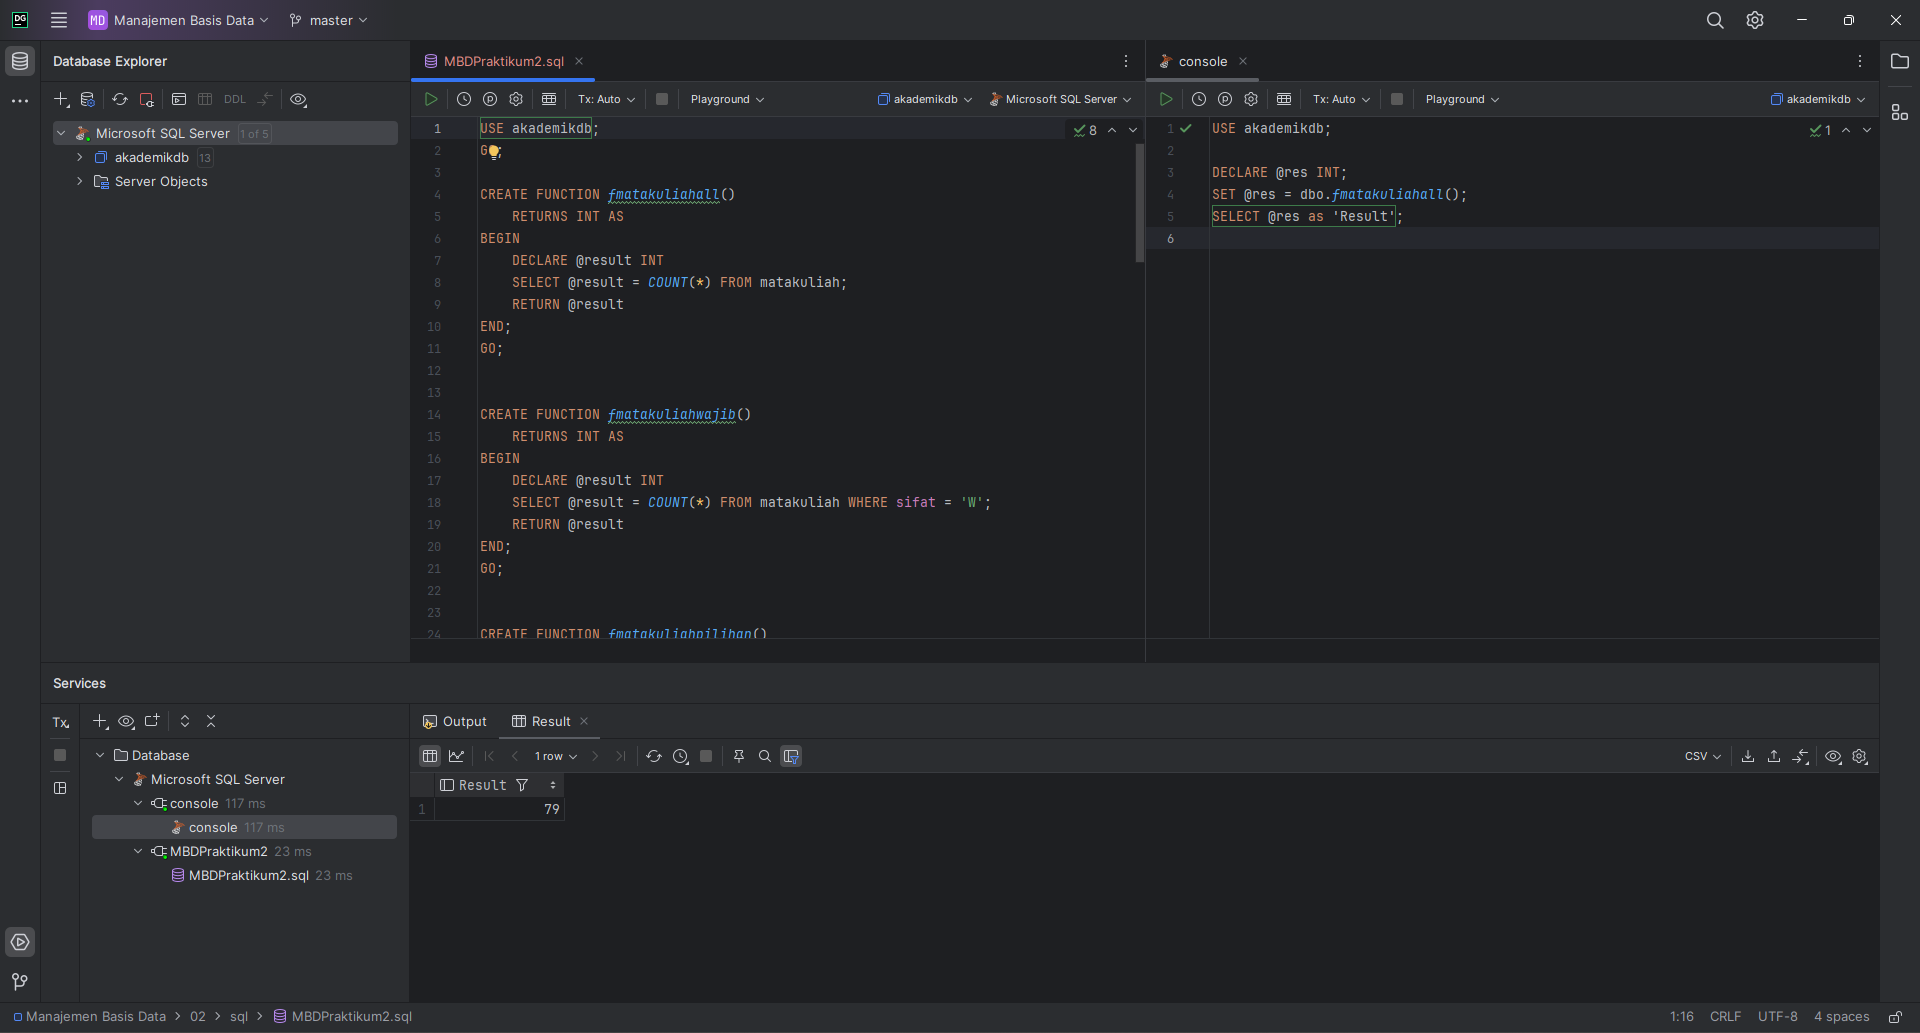 DG MD Manajemen Basis Data master
Database Explorer
DDL
Microsoft SQL Server 1 of 5
akademikdb 13
Server Objects
MBDPraktikum2.sql
Tx: Auto Playground akademikdb Microsoft SQL Server
8
1 USE akademikdb;
2
3
4 CREATE FUNCTION fmatakuliahall()
5 RETURNS INT AS
6 BEGIN
7 DECLARE @result INT
8 SELECT @result = COUNT(*) FROM matakuliah;
9 RETURN @result
10 END;
11 GO;
12
13
14 CREATE FUNCTION fmatakuliahwajib()
15 RETURNS INT AS
16 BEGIN
17 DECLARE @result INT
18 SELECT @result = COUNT(*) FROM matakuliah WHERE sifat = 'W';
19 RETURN @result
20 END;
21 GO;
22
23
24 CREATE FUNCTION fmatakuliahpilihan()
console
Tx: Auto Playground akademikdb
1
1 USE akademikdb;
2
3 DECLARE @res INT;
4 SET @res = dbo.fmatakuliahall();
5 SELECT @res as 'Result';
6
Services
Tx
Database
Microsoft SQL Server
console 117 ms
console 117 ms
MBDPraktikum2 23 ms
MBDPraktikum2.sql 23 ms
Output Result
1 row CSV
Result
1 79
Manajemen Basis Data > 02 > sql > MBDPraktikum2.sql
1:16 CRLF UTF-8 4 spaces